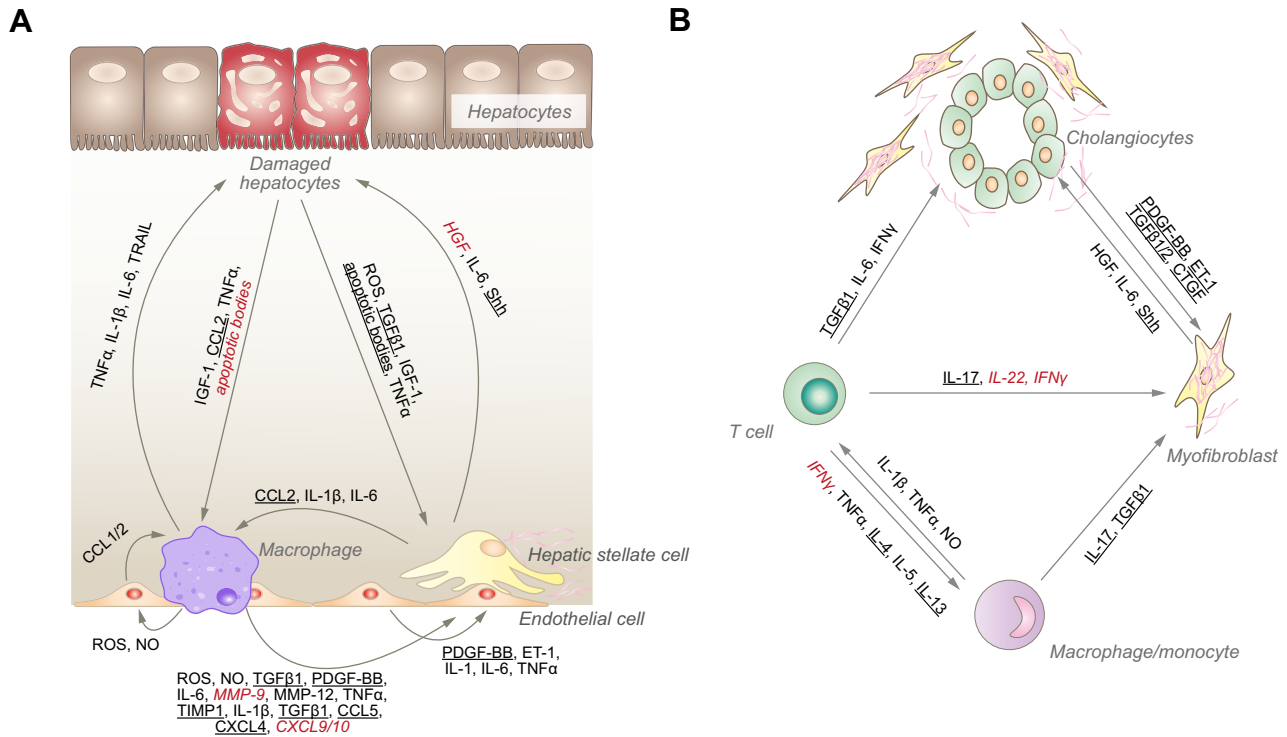 A
Hepatocytes
Damaged
hepatocytes
TNFα, IL-1β, IL-6, TRAIL
IGF-1, CCL2, TNFα,
apoptotic bodies
ROS, TGFβ1, IGF-1,
apoptotic bodies, TNFα
HGF, IL-6, Shh
CCL2, IL-1β, IL-6
CCL1/2
Macrophage
Hepatic stellate cell
Endothelial cell
ROS, NO
PDGF-BB, ET-1,
IL-1, IL-6, TNFα
ROS, NO, TGFβ1, PDGF-BB,
IL-6, MMP-9, MMP-12, TNFα,
TIMP1, IL-1β, TGFβ1, CCL5,
CXCL4, CXCL9/10
B
Cholangiocytes
TGFβ1, IL-6, IFNγ
PDGF-BB, ET-1
TGFβ1/2, CTGF
HGF, IL-6, Shh
IL-17, IL-22, IFNγ
T cell
Myofibroblast
IL-1β, TNFα, NO
IFNγ, TNFα, IL-4, IL-5, IL-13
IL-17, TGFβ1
Macrophage/monocyte